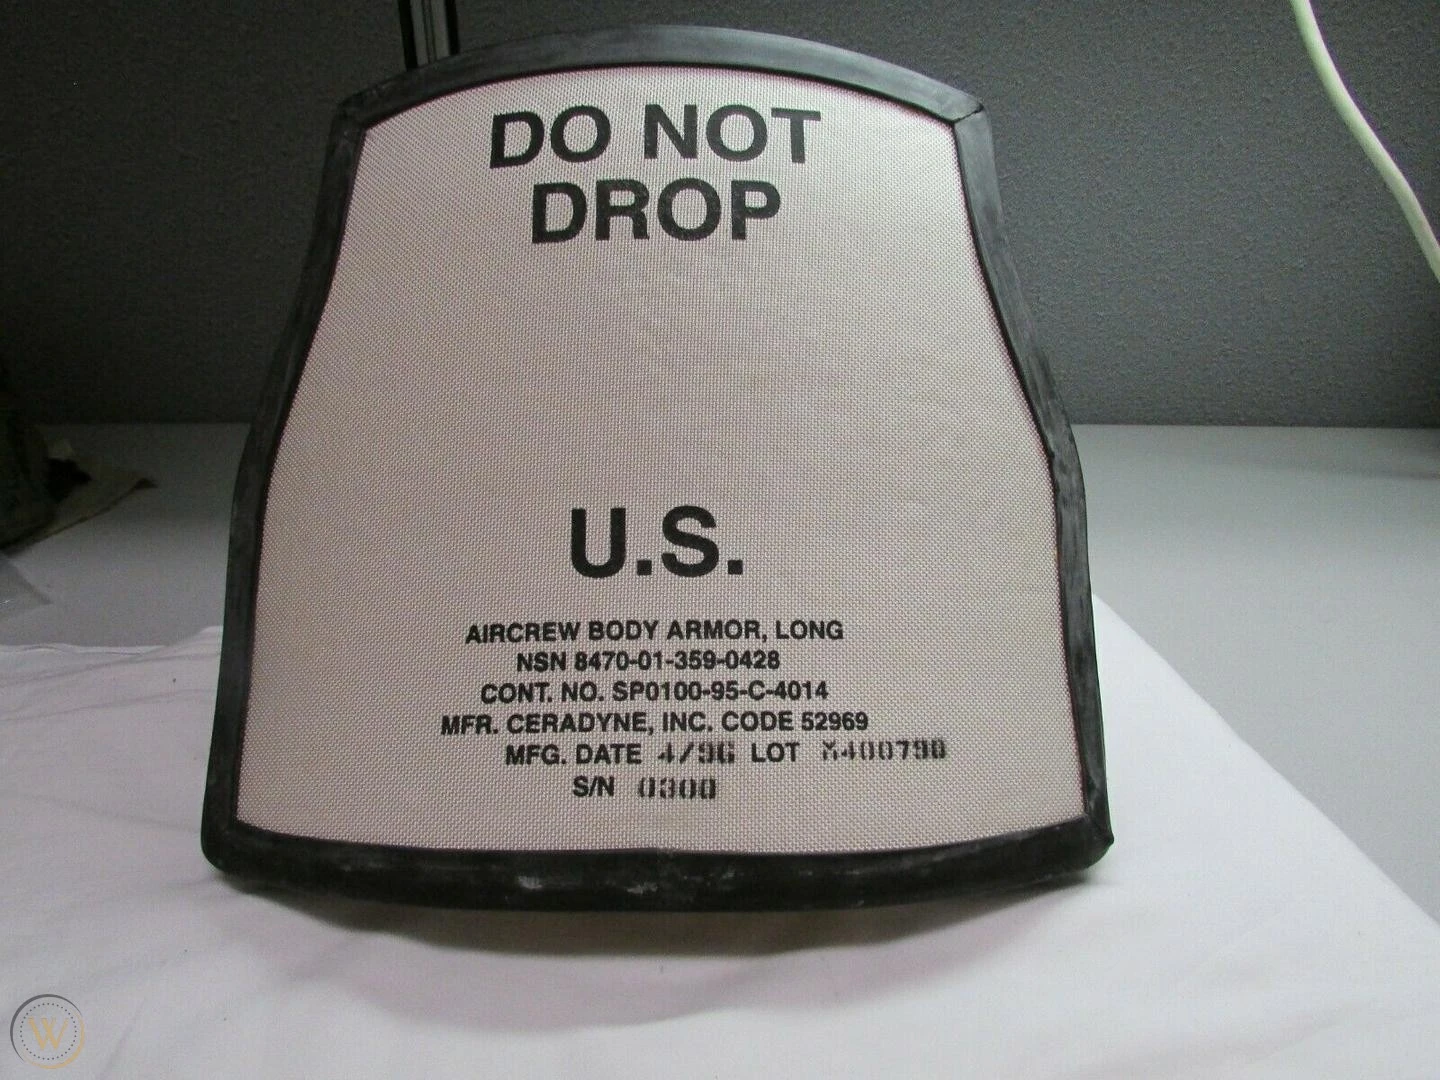 DO NOT
DROP
U.S.
AIRCREW BODY ARMOR, LONG
NSN 8470-01-359-0428
CONT. NO. SP0100-95-C-4014
MFR. CERADYNE, INC. CODE 52969
MFG. DATE 4/96 LOT M400790
S/N 0300
W